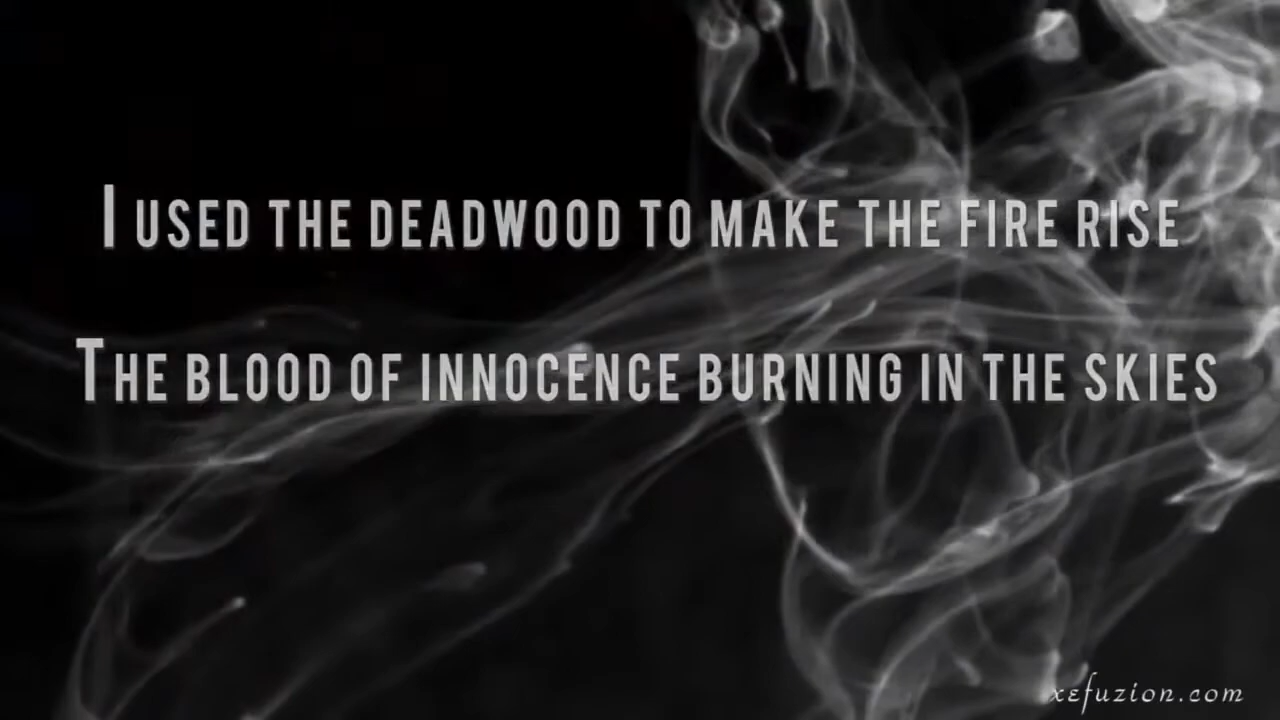 I used the deadwood to make the fire rise
The blood of innocence burning in the skies
xefuzion.com